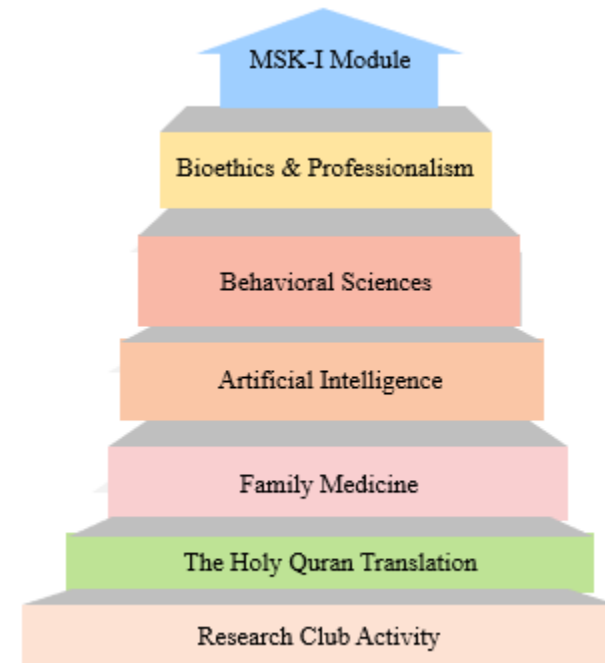 MSK-I Module
Bioethics & Professionalism
Behavioral Sciences
Artificial Intelligence
Family Medicine
The Holy Quran Translation
Research Club Activity